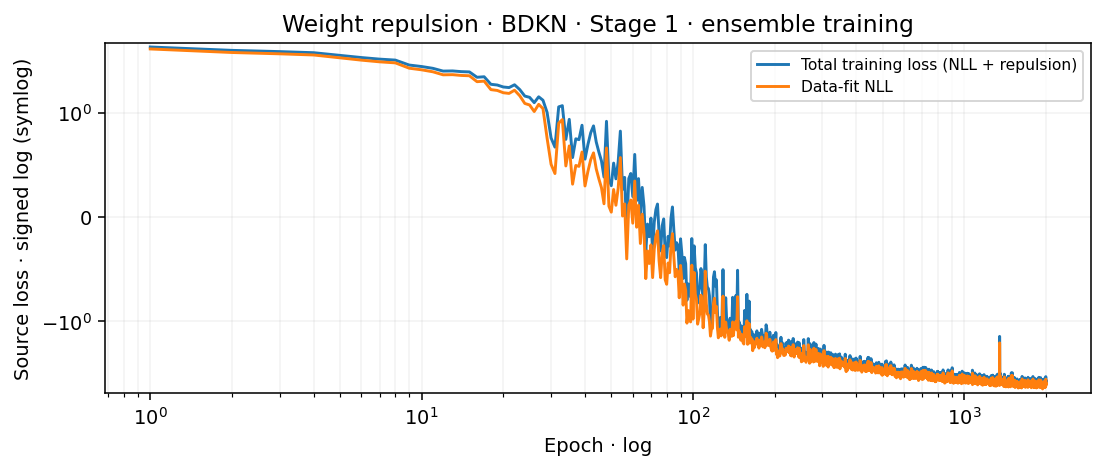 Weight repulsion · BDKN · Stage 1 · ensemble training
Total training loss (NLL + repulsion)
Data-fit NLL
Source loss · signed log (symlog)
10⁰
0
−10⁰
10⁰
10¹
10²
10³
Epoch · log